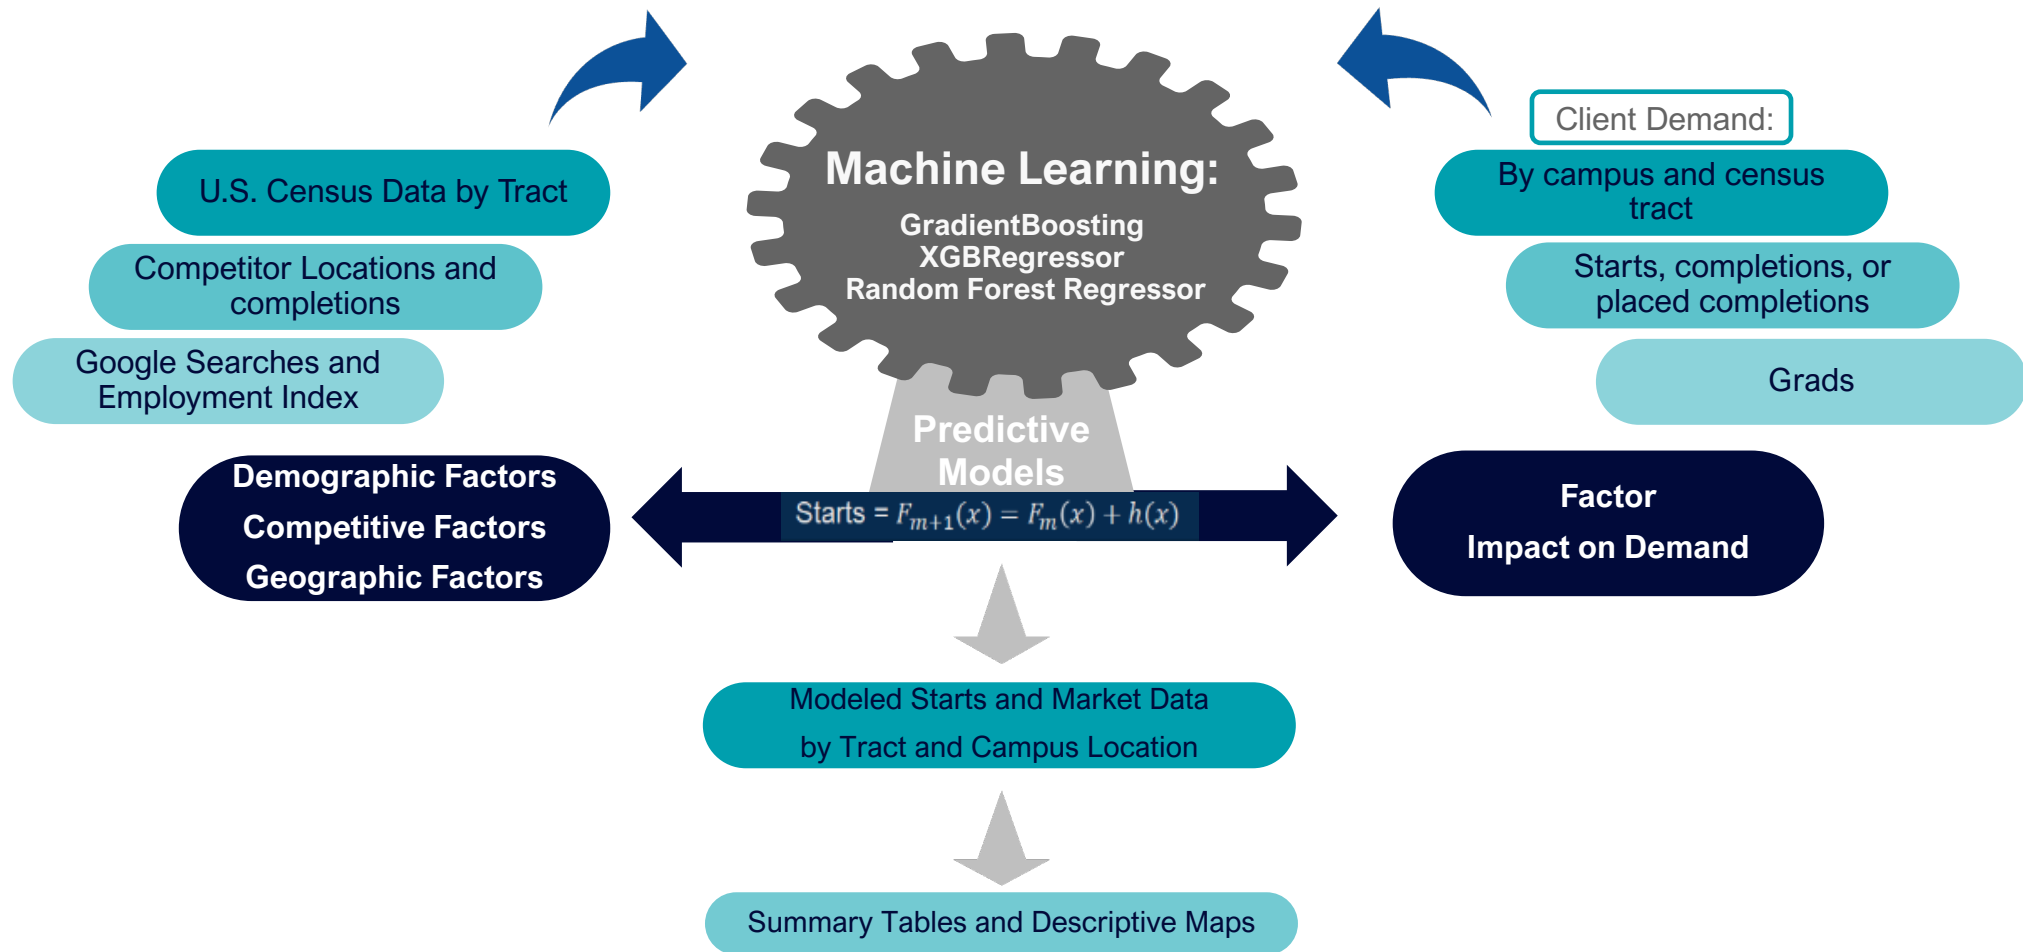 Client Demand:
Machine Learning:
GradientBoosting
XGBRegressor
Random Forest Regressor
U.S. Census Data by Tract
Competitor Locations and
completions
Google Searches and
Employment Index
By campus and census
tract
Starts, completions, or
placed completions
Grads
Predictive
Models
Starts = F_{m+1}(x) = F_m(x) + h(x)
Demographic Factors
Competitive Factors
Geographic Factors
Factor
Impact on Demand
Modeled Starts and Market Data
by Tract and Campus Location
Summary Tables and Descriptive Maps